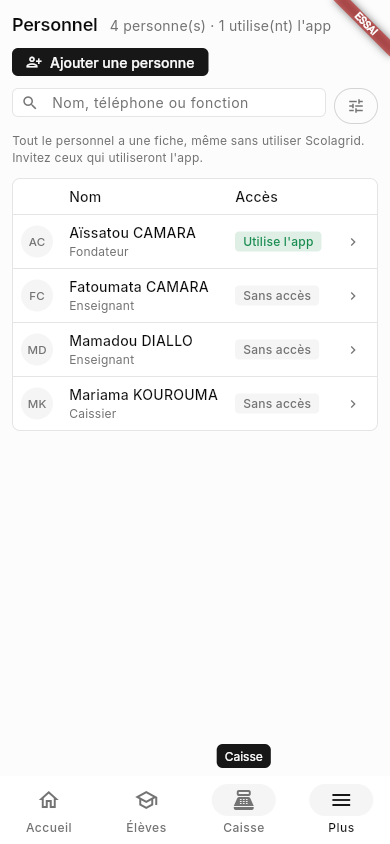 Personnel 4 personne(s) · 1 utilise(nt) l'app
ESSAI
Ajouter une personne
Nom, téléphone ou fonction
Tout le personnel a une fiche, même sans utiliser Scolagrid.
Invitez ceux qui utiliseront l'app.
Nom Accès
AC Aïssatou CAMARA Utilise l'app
Fondateur
FC Fatoumata CAMARA Sans accès
Enseignant
MD Mamadou DIALLO Sans accès
Enseignant
MK Mariama KOUROUMA Sans accès
Caissier
Caisse
Accueil Élèves Caisse Plus